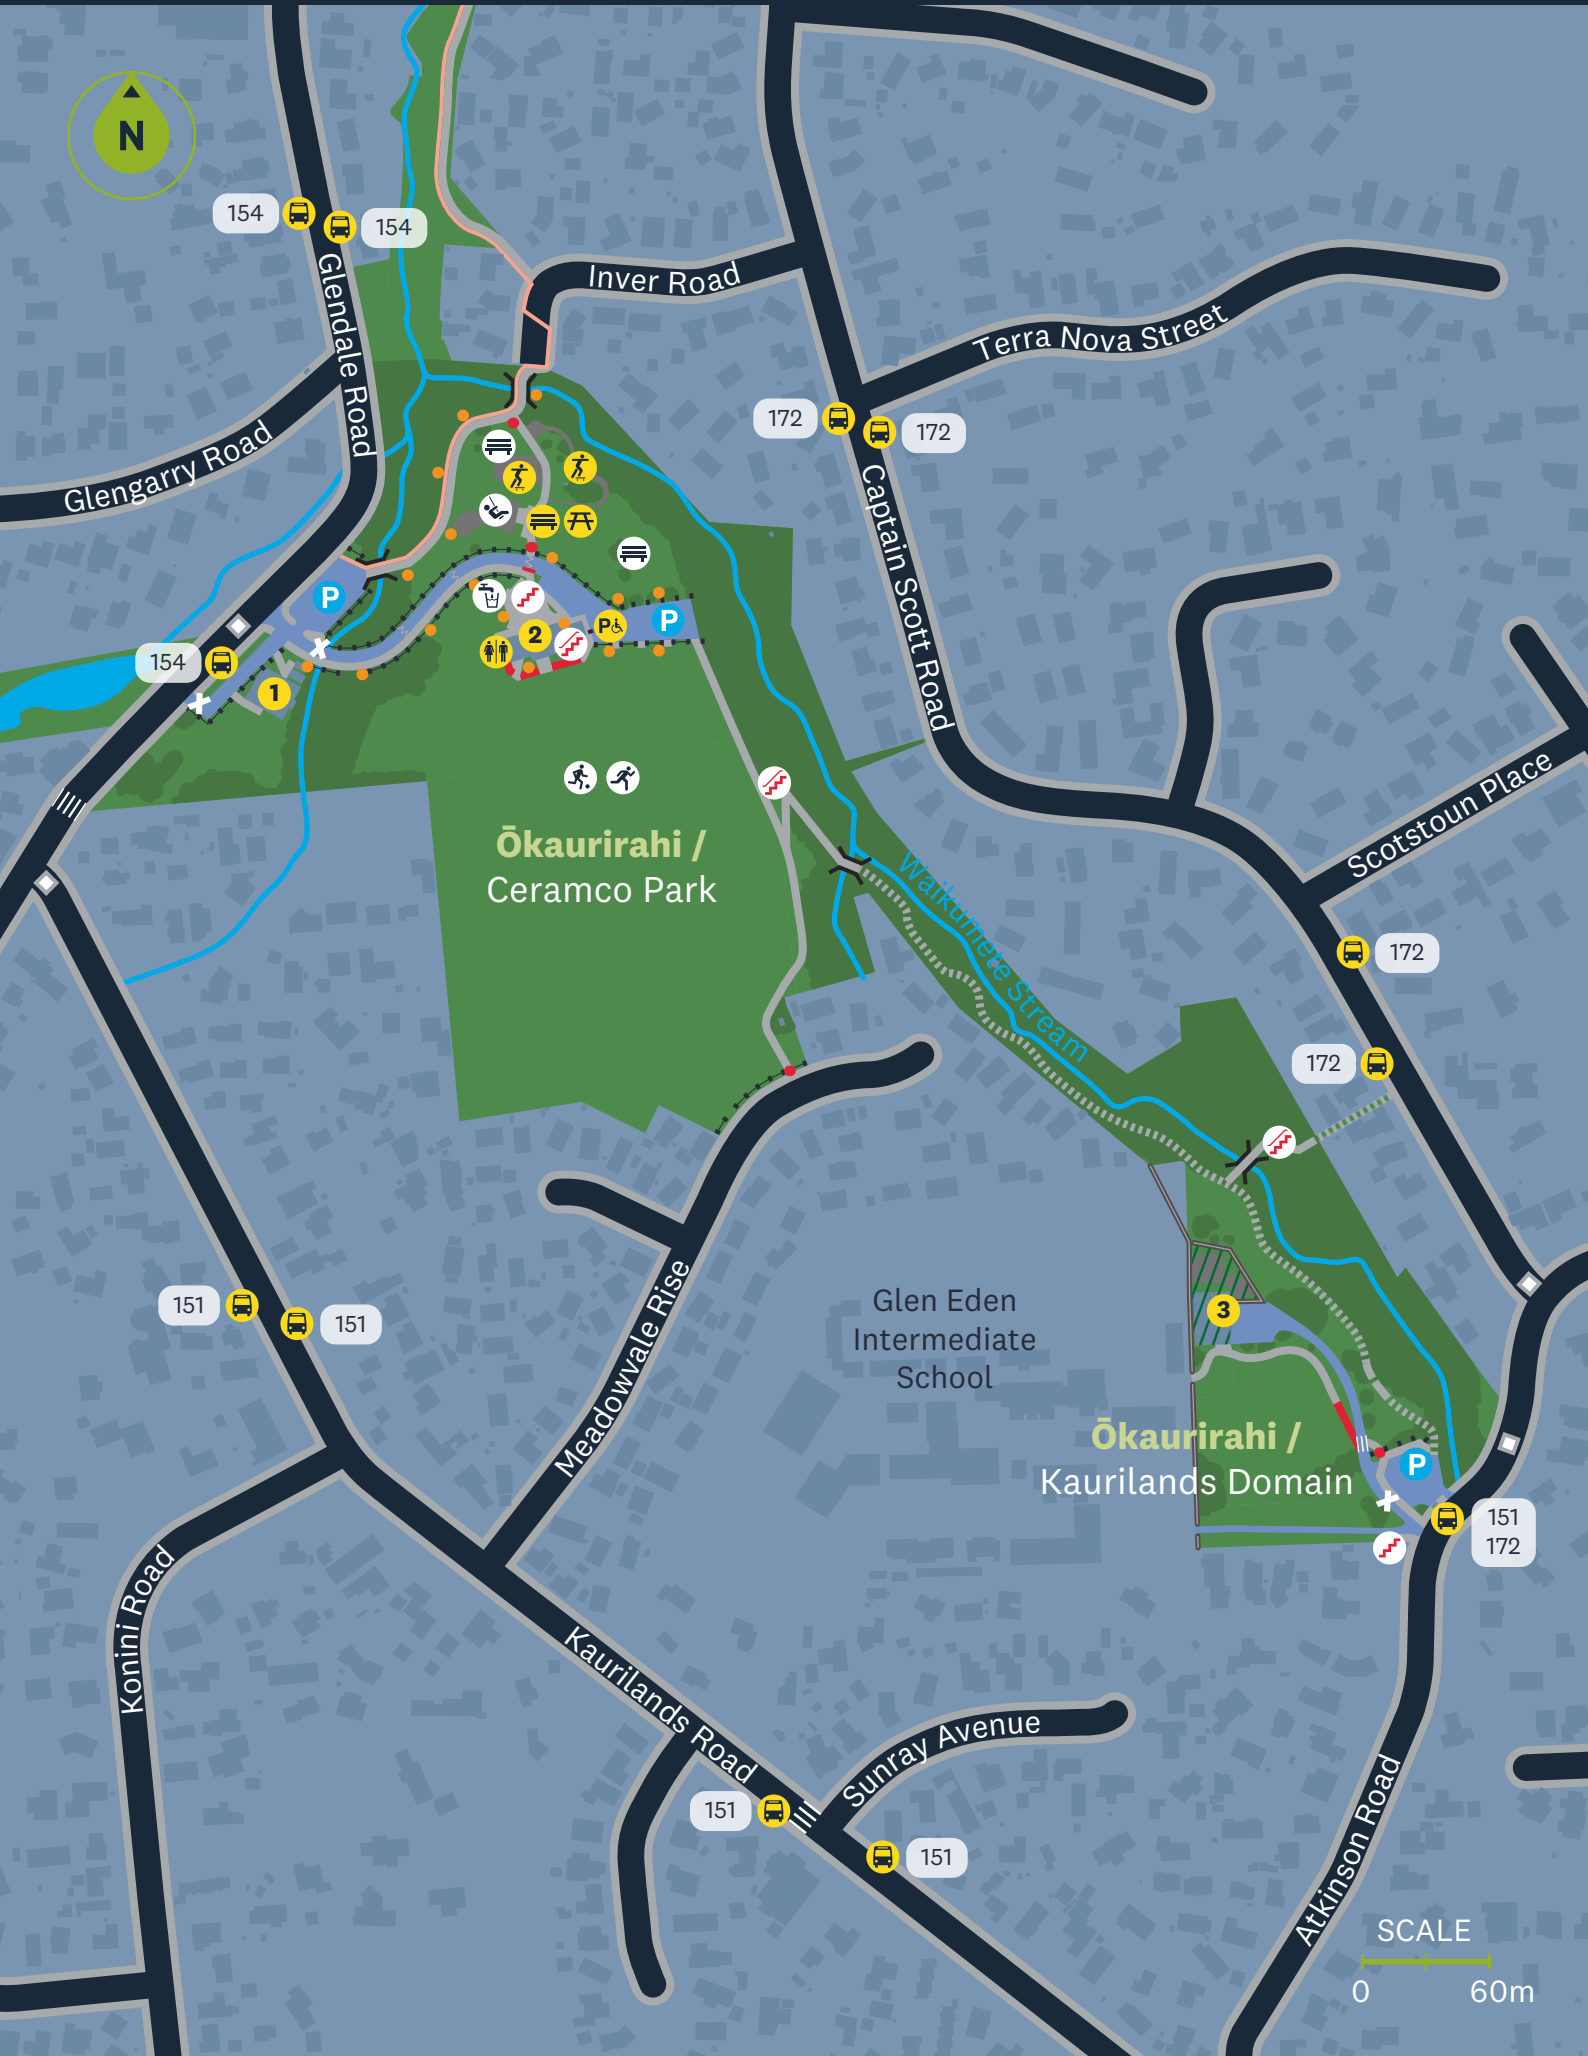 N
154
154
Glendale Road
Inver Road
Terra Nova Street
172
172
Glengarry Road
Captain Scott Road
P
P
P
2
154
1
Scotstoun Place
Ōkaurirahi /
Ceramco Park
Waikumete Stream
172
172
151
151
Meadowvale Rise
Glen Eden
Intermediate
School
3
Ōkaurirahi /
Kaurilands Domain
P
151
172
Konini Road
Kaurilands Road
Sunray Avenue
151
151
Atkinson Road
SCALE
0 60m